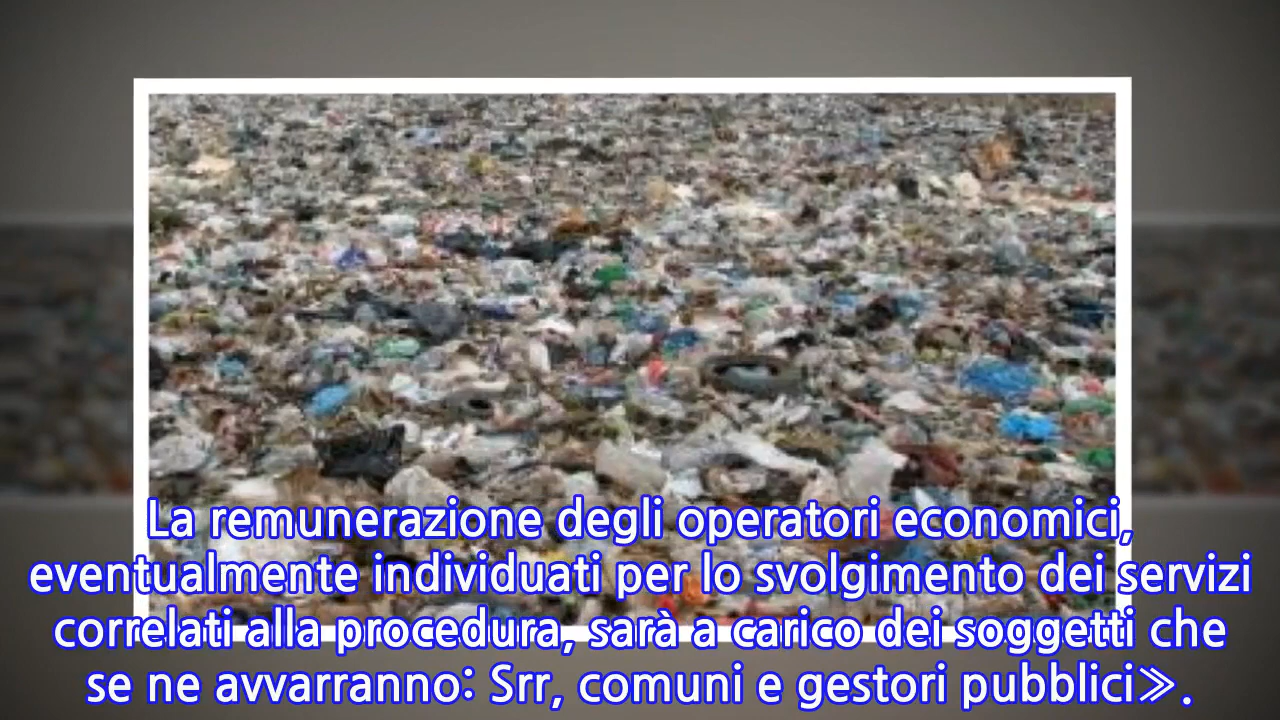 La remunerazione degli operatori economici,
eventualmente individuati per lo svolgimento dei servizi
correlati alla procedura, sarà a carico dei soggetti che
se ne avvarranno: Srr, comuni e gestori pubblici≫.